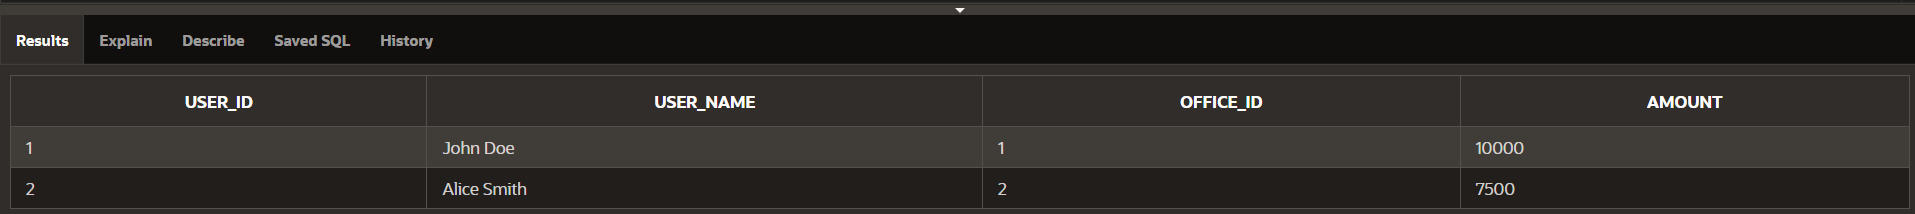 Results Explain Describe Saved SQL History
USER_ID USER_NAME OFFICE_ID AMOUNT
1 John Doe 1 10000
2 Alice Smith 2 7500